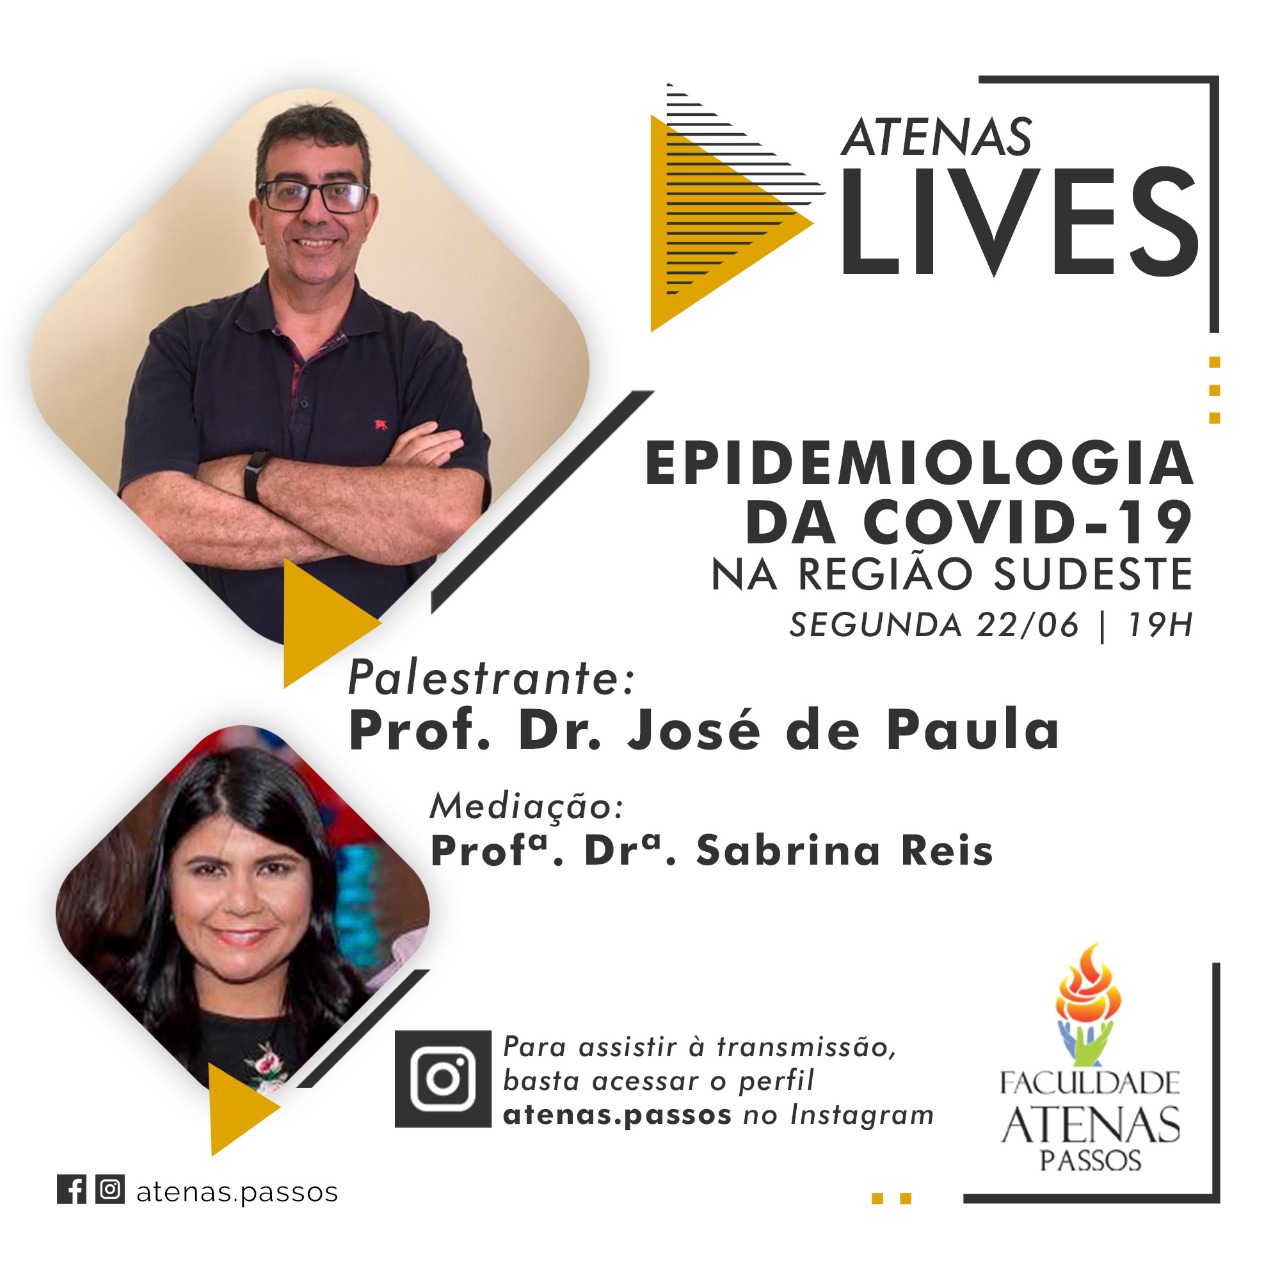 ATENAS
LIVES
EPIDEMIOLOGIA
DA COVID-19
NA REGIÃO SUDESTE
SEGUNDA 22/06 | 19H
Palestrante:
Prof. Dr. José de Paula
Mediação:
Profª. Drª. Sabrina Reis
Para assistir à transmissão,
basta acessar o perfil
atenas.passos no Instagram
FACULDADE
ATENAS
PASSOS
atenas.passos